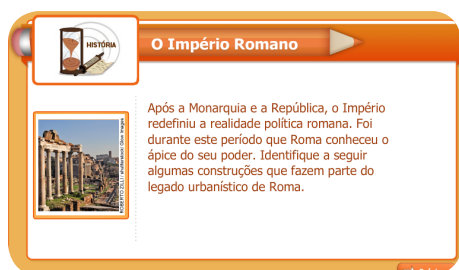 HISTÓRIA
O Império Romano
Após a Monarquia e a República, o Império
redefiniu a realidade política romana. Foi
durante este período que Roma conheceu o
ápice do seu poder. Identifique a seguir
algumas construções que fazem parte do
legado urbanístico de Roma.